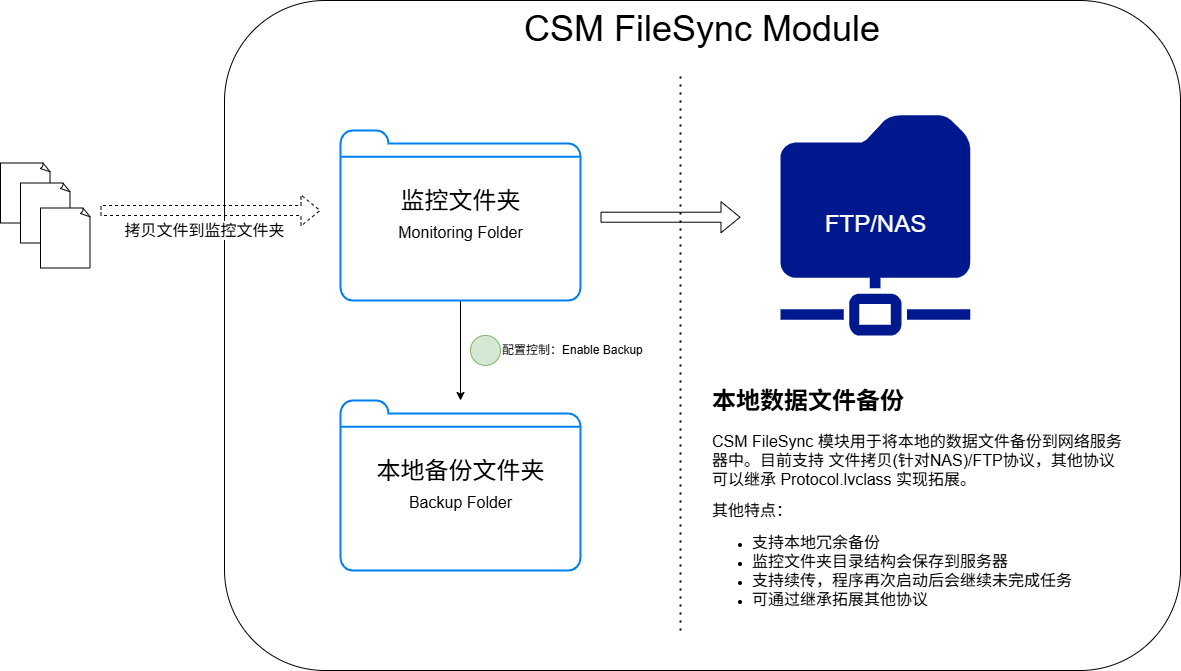 CSM FileSync Module
拷贝文件到监控文件夹
监控文件夹
Monitoring Folder
FTP/NAS
配置控制：Enable Backup
本地备份文件夹
Backup Folder
本地数据文件备份
CSM FileSync 模块用于将本地的数据文件备份到网络服务
器中。目前支持 文件拷贝(针对NAS)/FTP协议，其他协议
可以继承 Protocol.lvclass 实现拓展。
其他特点：
• 支持本地冗余备份
• 监控文件夹目录结构会保存到服务器
• 支持续传，程序再次启动后会继续未完成任务
• 可通过继承拓展其他协议